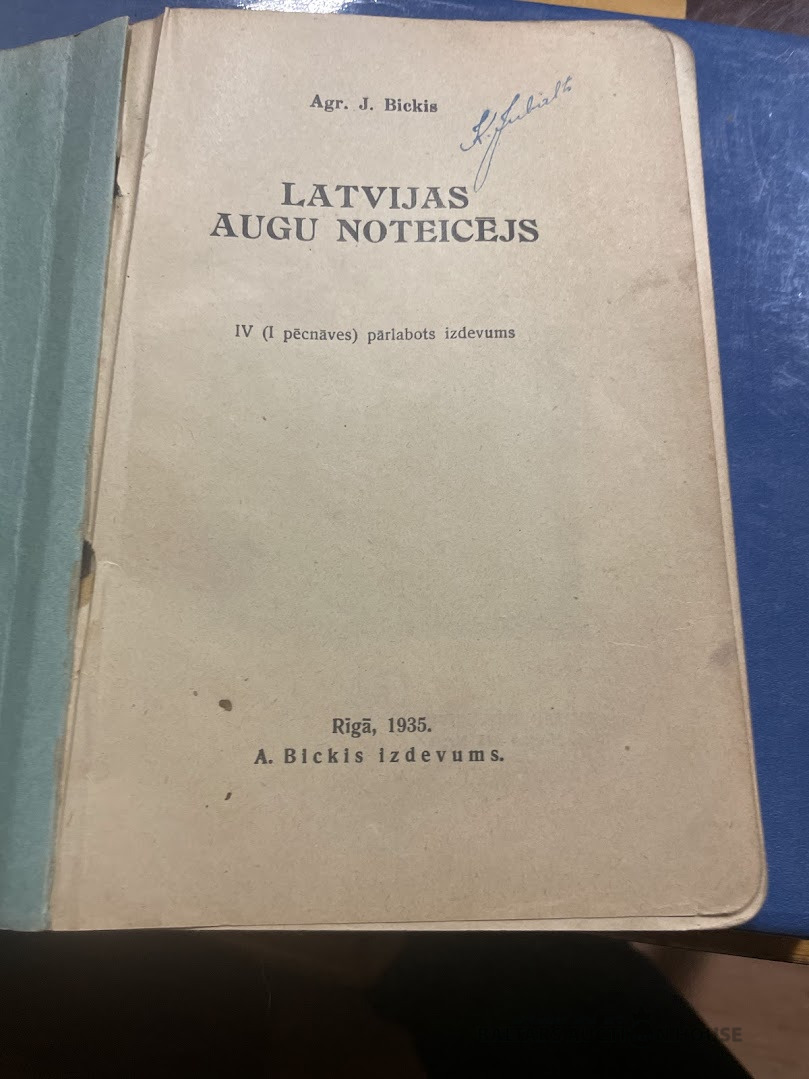 Agr. J. Bickis
LATVIJAS
AUGU NOTEICĒJS
IV (I pēcnāves) pārlabots izdevums
Rīgā, 1935.
A. Bickis izdevums.